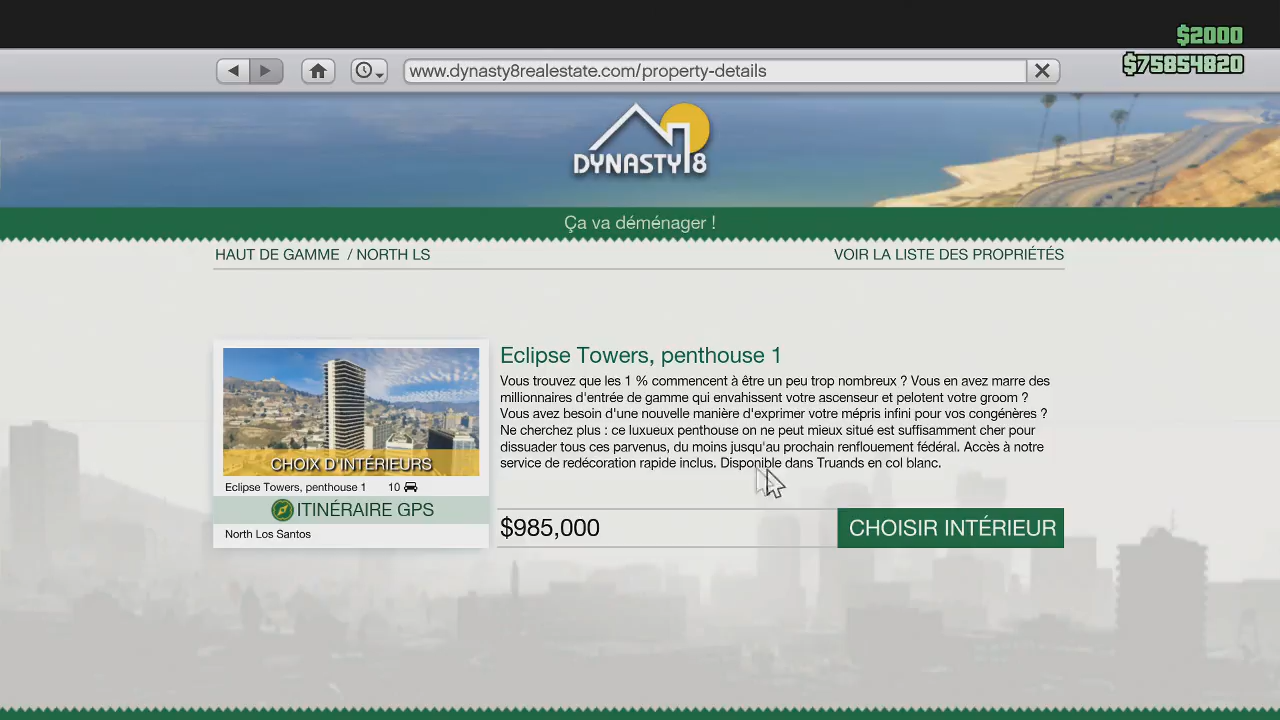 $2000
$75854820
www.dynasty8realestate.com/property-details
DYNASTY 8
Ça va déménager !
HAUT DE GAMME / NORTH LS
VOIR LA LISTE DES PROPRIÉTÉS
Eclipse Towers, penthouse 1
Vous trouvez que les 1 % commencent à être un peu trop nombreux ? Vous en avez marre des
millionnaires d'entrée de gamme qui envahissent votre ascenseur et pelotent votre groom ?
Vous avez besoin d'une nouvelle manière d'exprimer votre mépris infini pour vos congénères ?
Ne cherchez plus : ce luxueux penthouse on ne peut mieux situé est suffisamment cher pour
dissuader tous ces parvenus, du moins jusqu'au prochain renflouement fédéral. Accès à notre
service de redécoration rapide inclus. Disponible dans Truands en col blanc.
CHOIX D'INTÉRIEURS
Eclipse Towers, penthouse 1 10
ITINÉRAIRE GPS
North Los Santos
$985,000
CHOISIR INTÉRIEUR